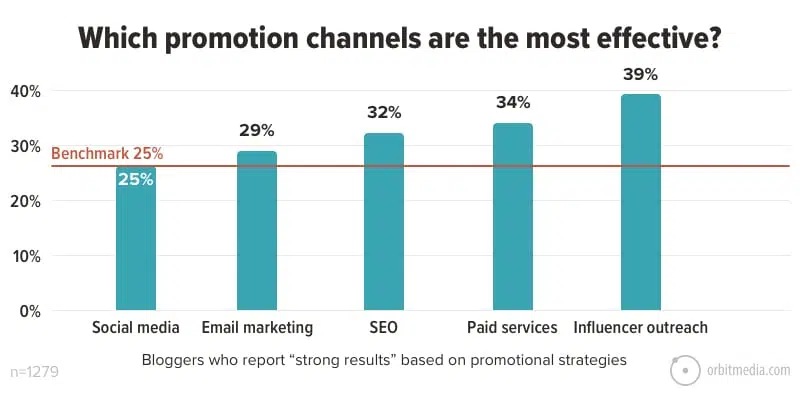 Which promotion channels are the most effective?
40%
30%
20%
10%
0%
Benchmark 25%
25%
29%
32%
34%
39%
Social media
Email marketing
SEO
Paid services
Influencer outreach
Bloggers who report “strong results” based on promotional strategies
n=1279
orbitmedia.com